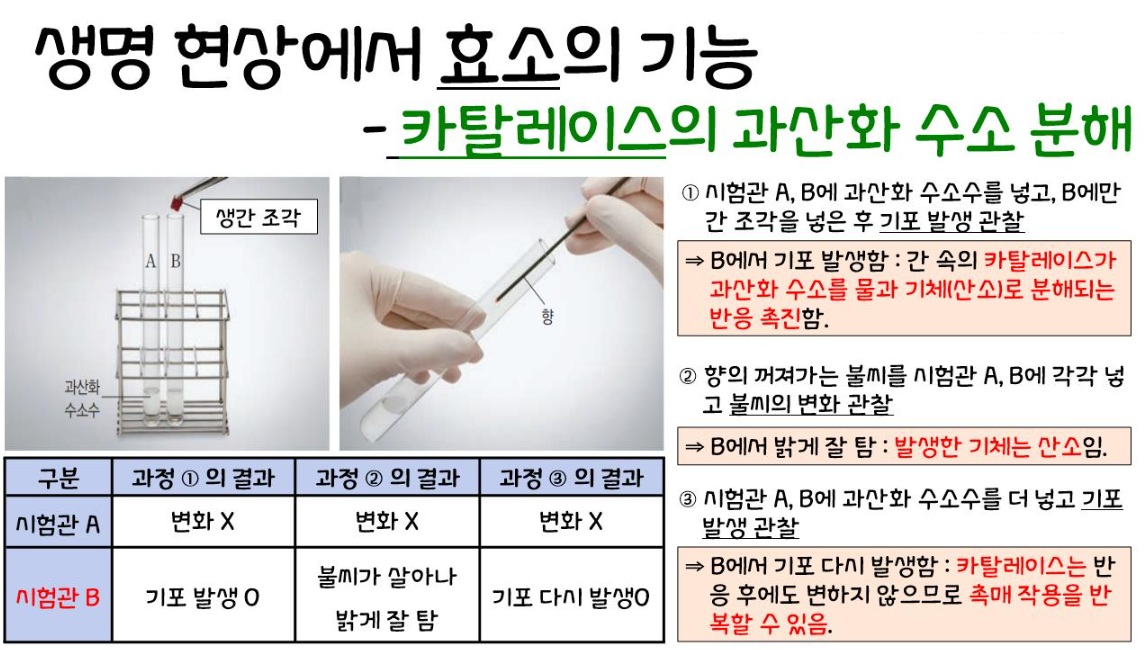 생명 현상에서 효소의 기능
- 카탈레이스의 과산화 수소 분해
생간 조각
A B
과산화
수소수
향
① 시험관 A, B에 과산화 수소수를 넣고, B에만
간 조각을 넣은 후 기포 발생 관찰
⇒ B에서 기포 발생함 : 간 속의 카탈레이스가
과산화 수소를 물과 기체(산소)로 분해되는
반응 촉진함.
② 향의 꺼져가는 불씨를 시험관 A, B에 각각 넣
고 불씨의 변화 관찰
⇒ B에서 밝게 잘 탐 : 발생한 기체는 산소임.
③ 시험관 A, B에 과산화 수소수를 더 넣고 기포
발생 관찰
⇒ B에서 기포 다시 발생함 : 카탈레이스는 반
응 후에도 변하지 않으므로 촉매 작용을 반
복할 수 있음.
구분 과정 ① 의 결과 과정 ② 의 결과 과정 ③ 의 결과
시험관 A 변화 X 변화 X 변화 X
시험관 B 기포 발생 O 불씨가 살아나 기포 다시 발생O
밝게 잘 탐